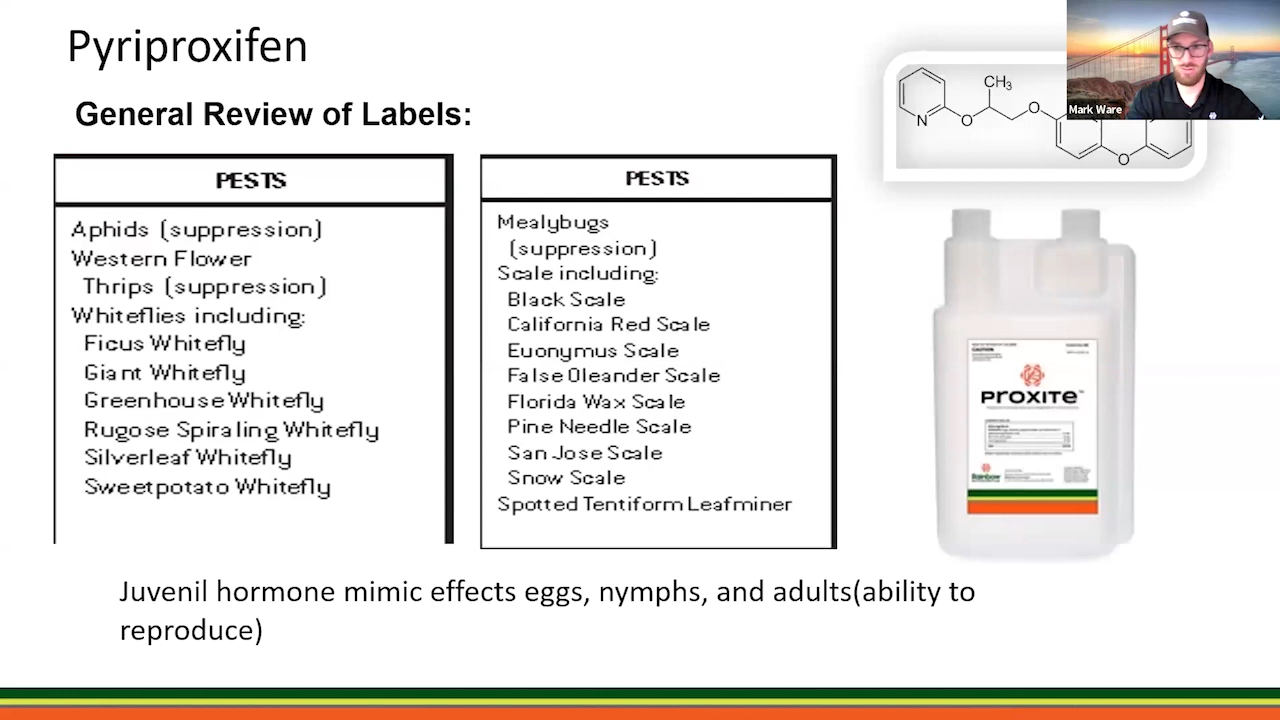 Pyriproxifen
General Review of Labels:
PESTS
Aphids (suppression)
Western Flower
Thrips (suppression)
Whiteflies including:
Ficus Whitefly
Giant Whitefly
Greenhouse Whitefly
Rugose Spiraling Whitefly
Silverleaf Whitefly
Sweetpotato Whitefly
PESTS
Mealybugs
(suppression)
Scale including:
Black Scale
California Red Scale
Euonymus Scale
False Oleander Scale
Florida Wax Scale
Pine Needle Scale
San Jose Scale
Snow Scale
Spotted Tentiform Leafminer
CH3
N
O
O
O
Mark Ware
CAUTION
PROXITE™
Rainbow
Juvenil hormone mimic effects eggs, nymphs, and adults(ability to
reproduce)